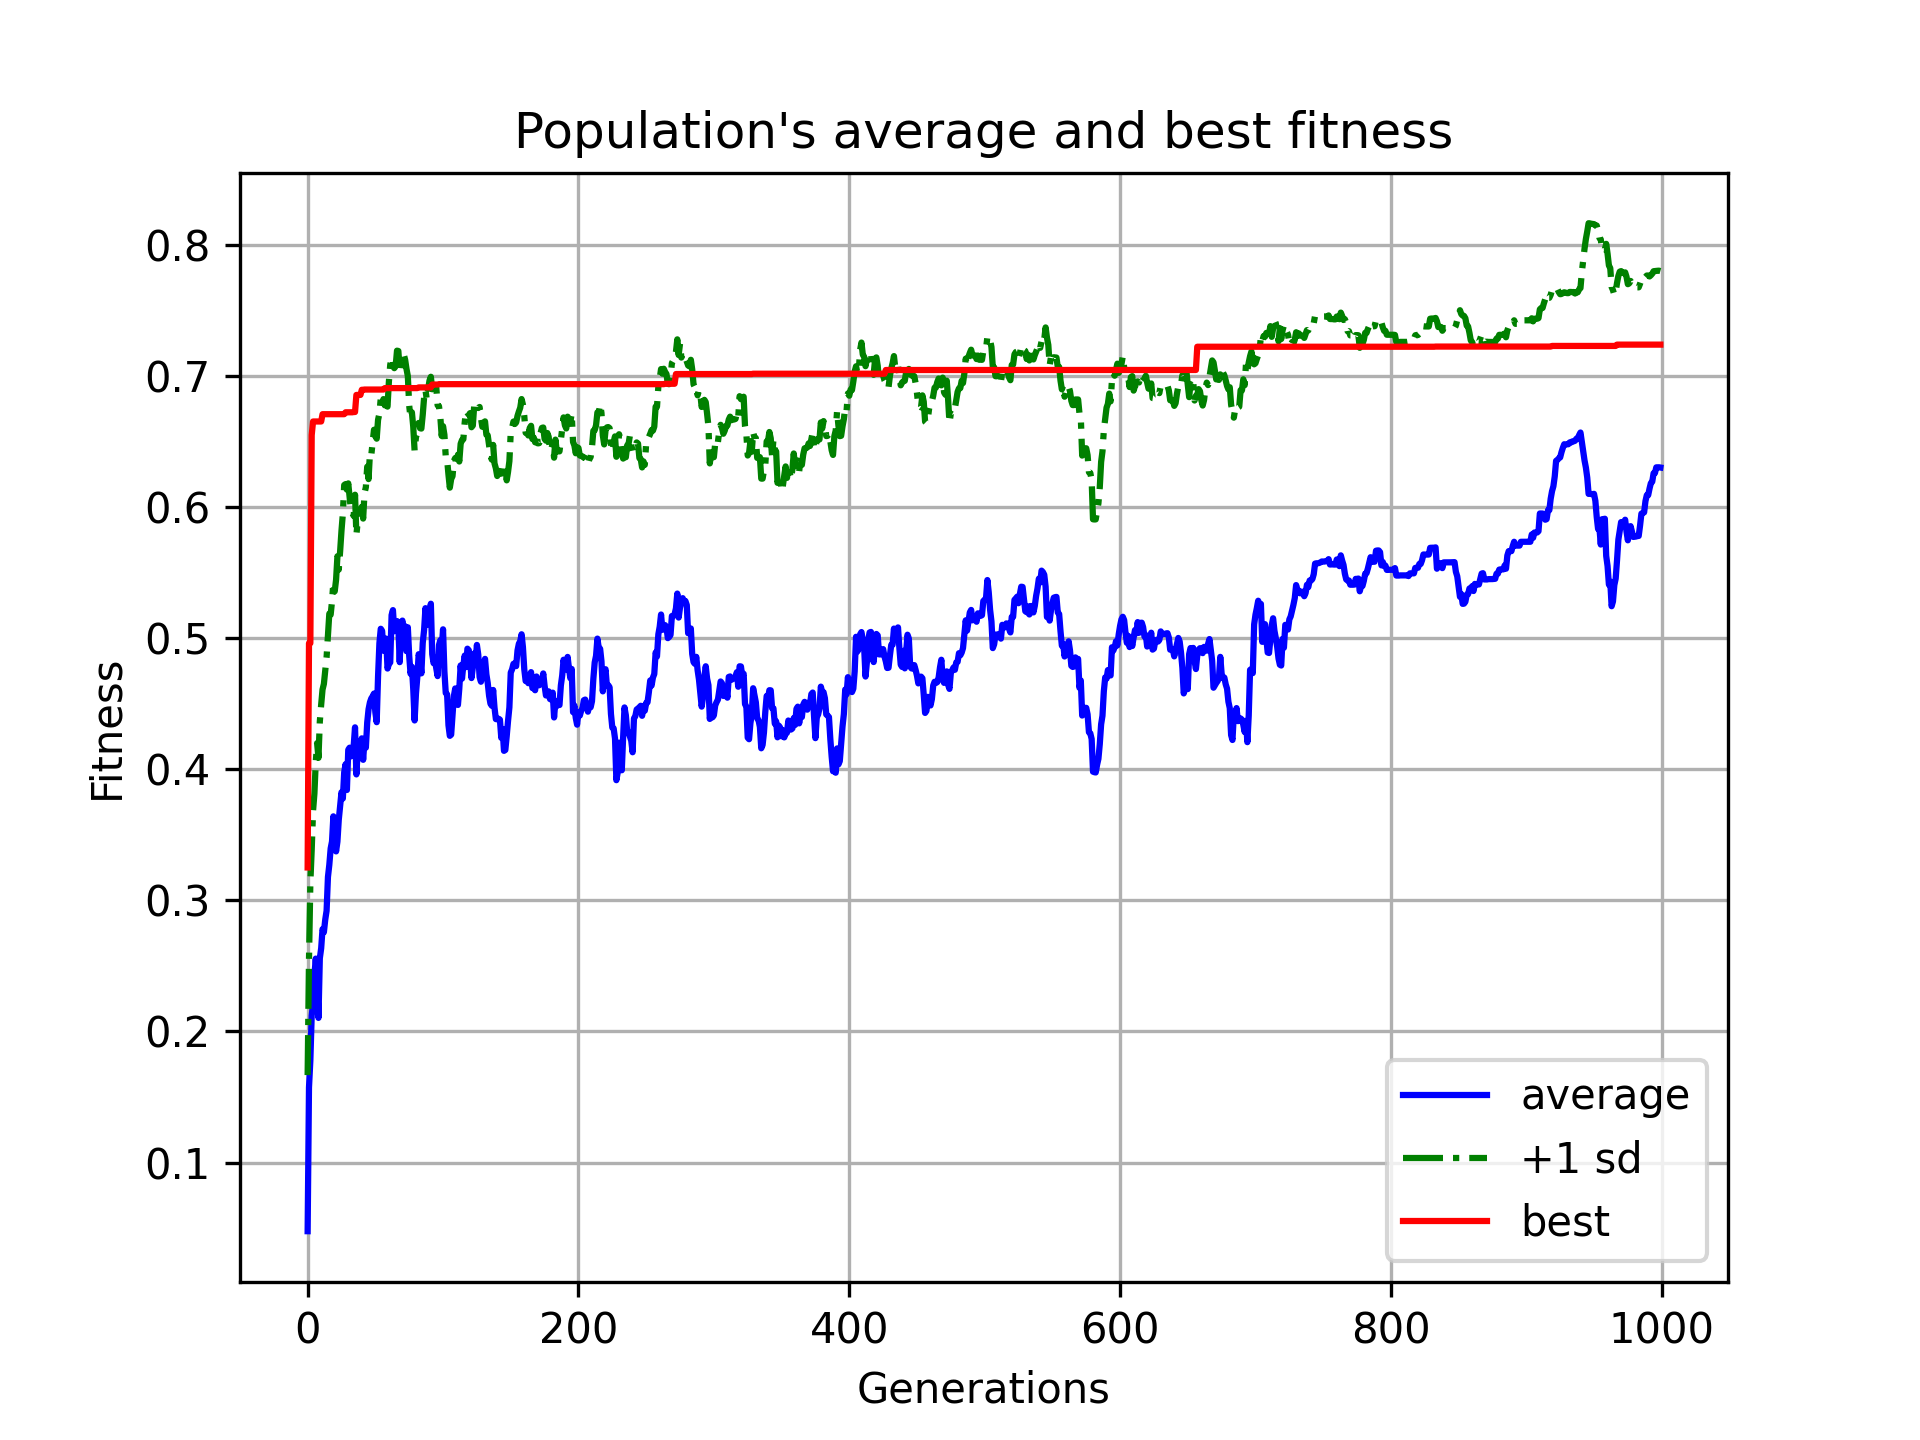 Population's average and best fitness
Fitness
0.8
0.7
0.6
0.5
0.4
0.3
0.2
0.1
0 200 400 600 800 1000
Generations
average
+1 sd
best